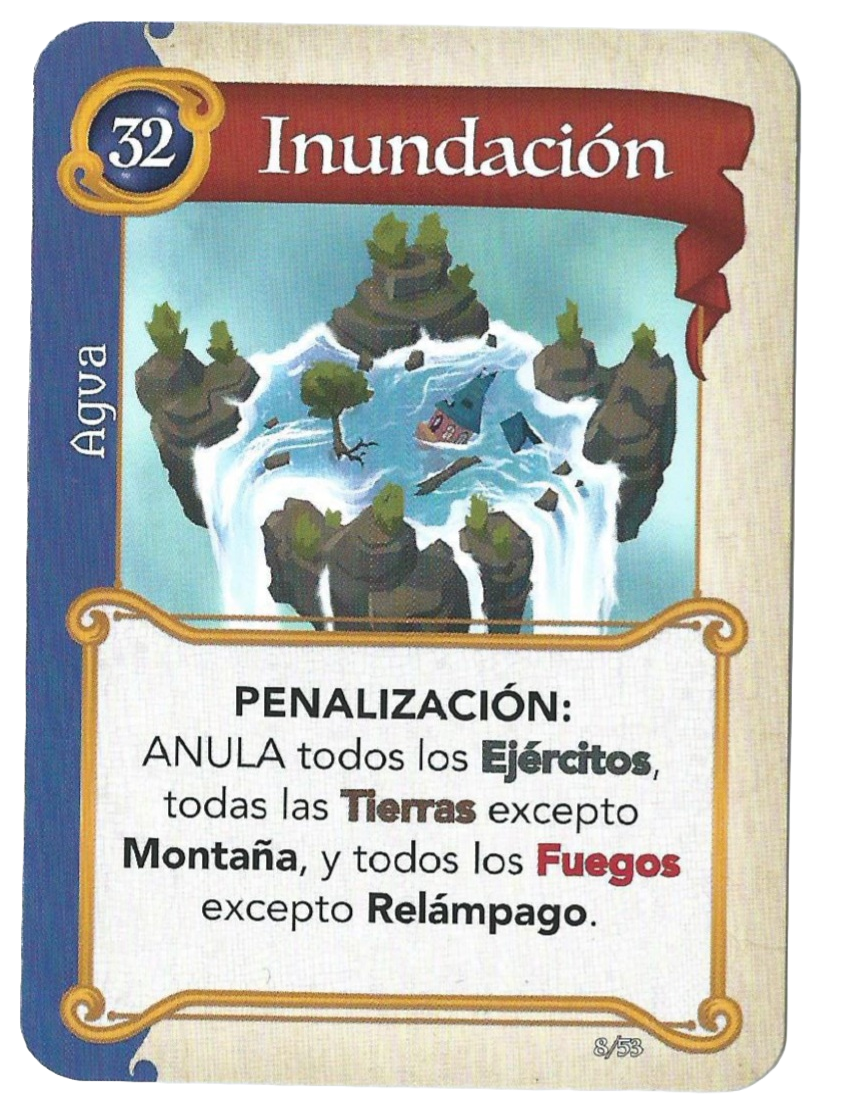 32
Inundación
Agua
PENALIZACIÓN:
ANULA todos los Ejércitos,
todas las Tierras excepto
Montaña, y todos los Fuegos
excepto Relámpago.
8/53